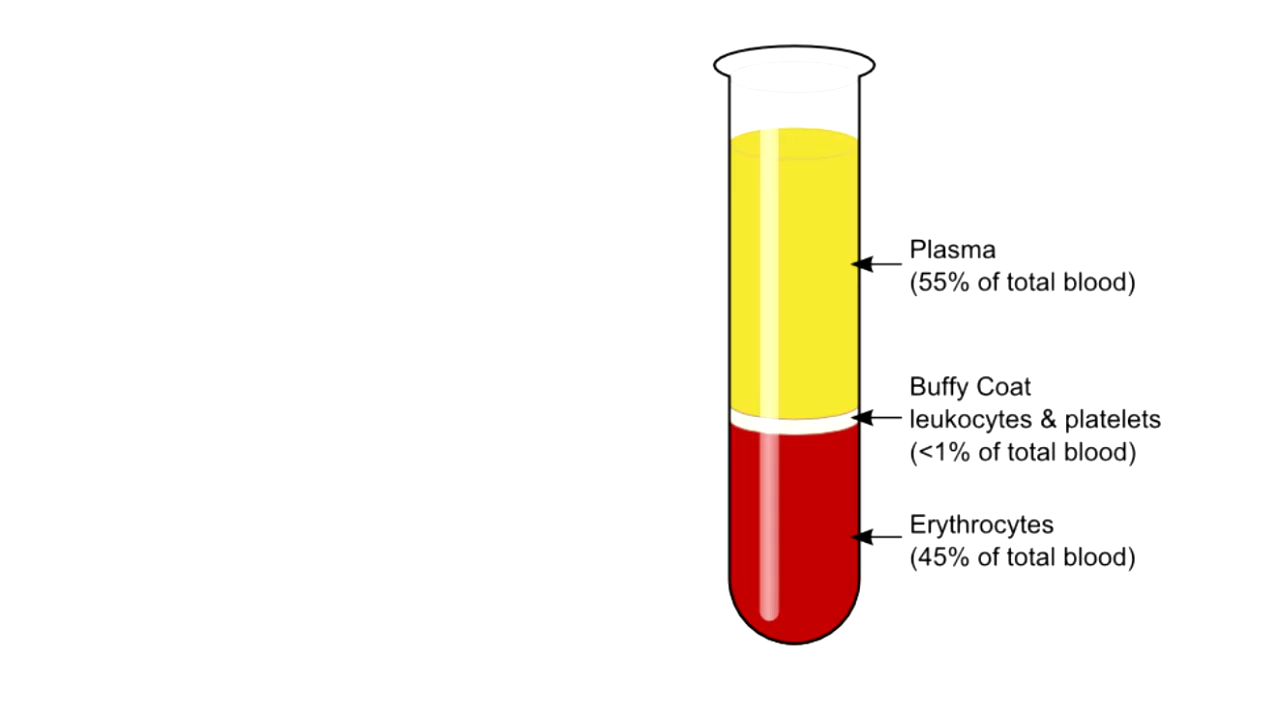 Plasma
(55% of total blood)
Buffy Coat
leukocytes & platelets
(<1% of total blood)
Erythrocytes
(45% of total blood)